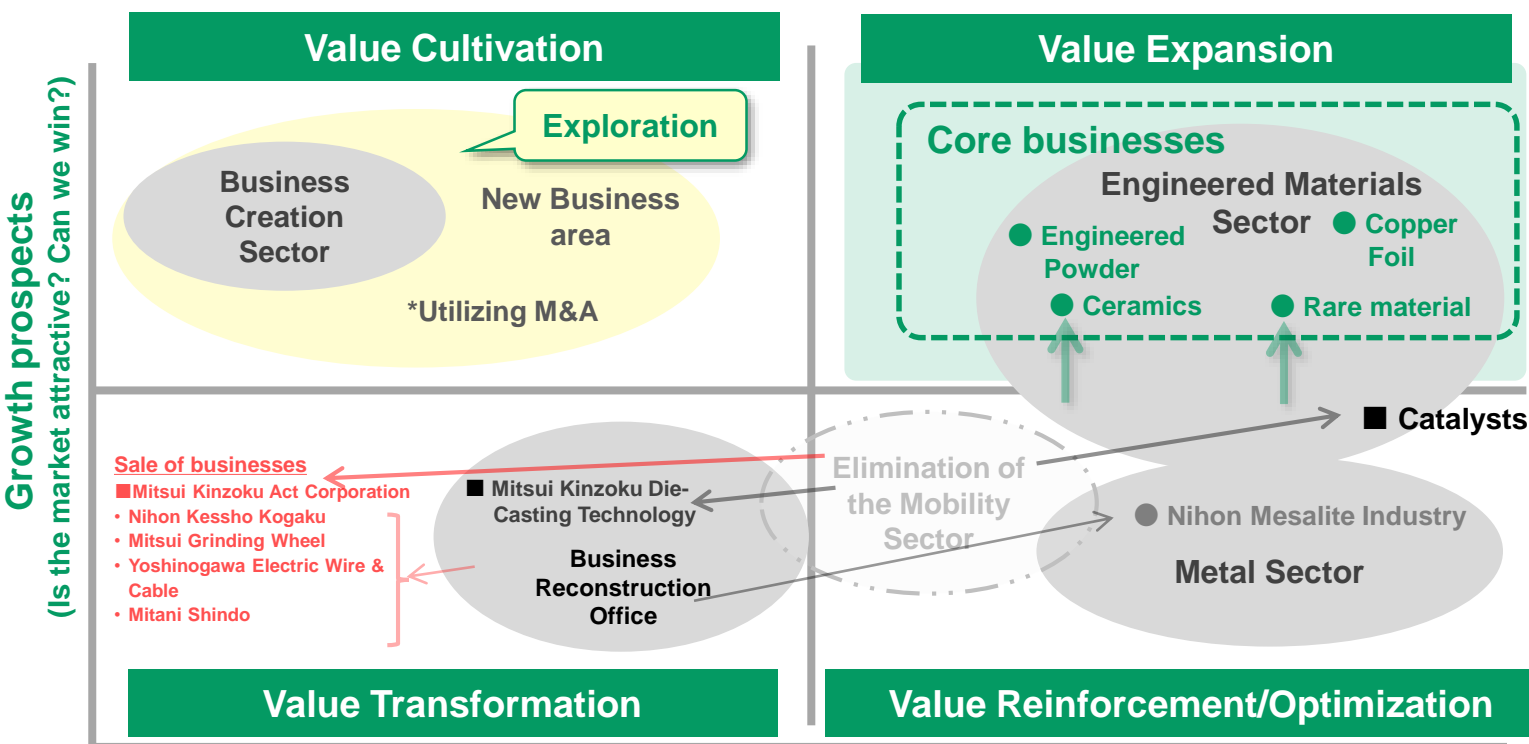 Value Cultivation
Value Expansion
Growth prospects
(Is the market attractive? Can we win?)
Exploration
Business
Creation
Sector
New Business
area
*Utilizing M&A
Core businesses
Engineered Materials
Sector
● Engineered
Powder
● Copper
Foil
● Ceramics
● Rare material
■ Catalysts
Sale of businesses
■Mitsui Kinzoku Act Corporation
• Nihon Kessho Kogaku
• Mitsui Grinding Wheel
• Yoshinogawa Electric Wire &
Cable
• Mitani Shindo
■ Mitsui Kinzoku Die-
Casting Technology
Business
Reconstruction
Office
Elimination of
the Mobility
Sector
● Nihon Mesalite Industry
Metal Sector
Value Transformation
Value Reinforcement/Optimization